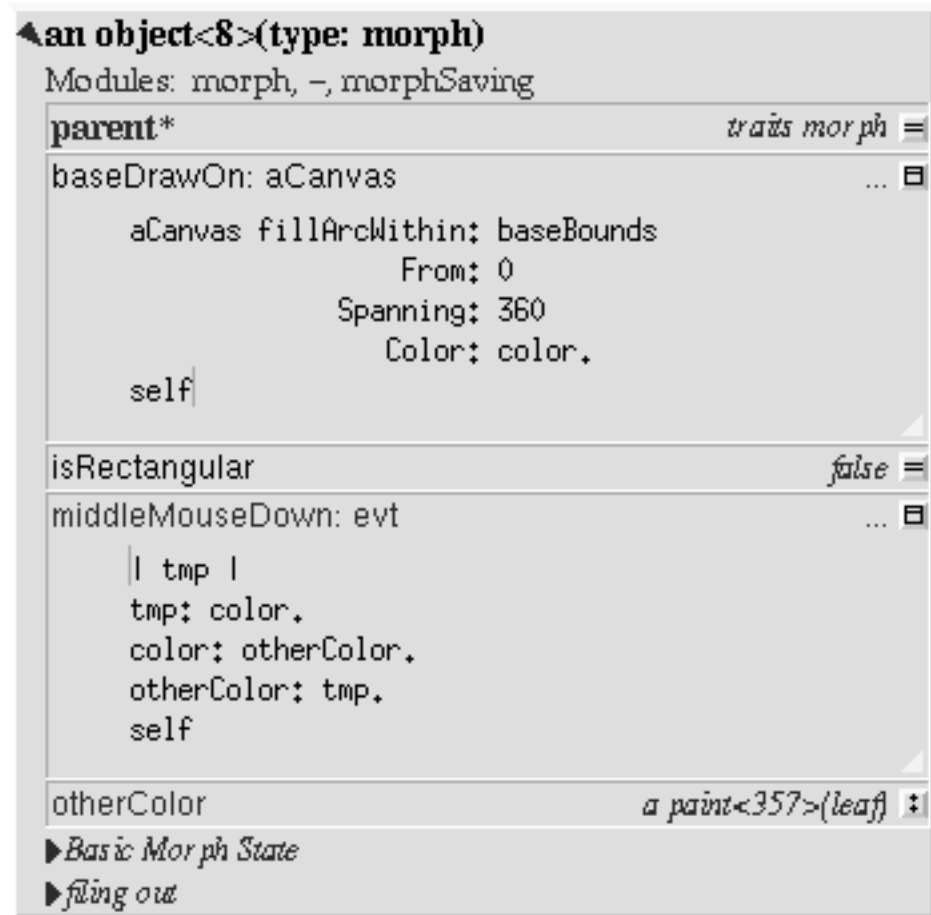 an object<8>(type: morph)
Modules: morph, –, morphSaving
parent* traits morph =
baseDrawOn: aCanvas ...
aCanvas fillArcWithin: baseBounds
From: 0
Spanning: 360
Color: color.
self
isRectangular false =
middleMouseDown: evt ...
| tmp |
tmp: color.
color: otherColor.
otherColor: tmp.
self
otherColor a paint<357>(leaf) :
Basic Morph State
filing out